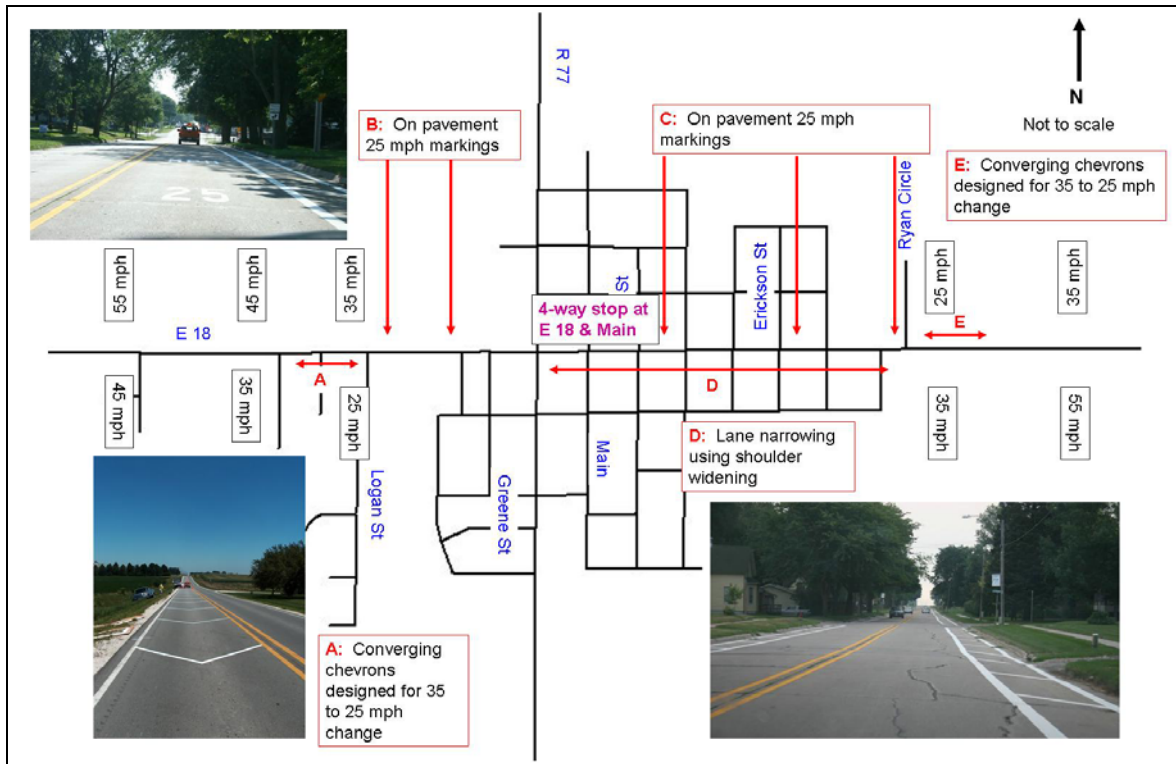 25
R 77
B: On pavement
25 mph markings
C: On pavement 25 mph
markings
N
Not to scale
E: Converging chevrons
designed for 35 to 25 mph
change
Ryan Circle
55 mph
45 mph
35 mph
E 18
St
Erickson St
4-way stop at
E 18 & Main
25 mph
35 mph
E
A
D
45 mph
35 mph
25 mph
35 mph
55 mph
D: Lane narrowing
using shoulder
widening
Main
Logan St
Greene St
A: Converging
chevrons
designed for 35
to 25 mph
change